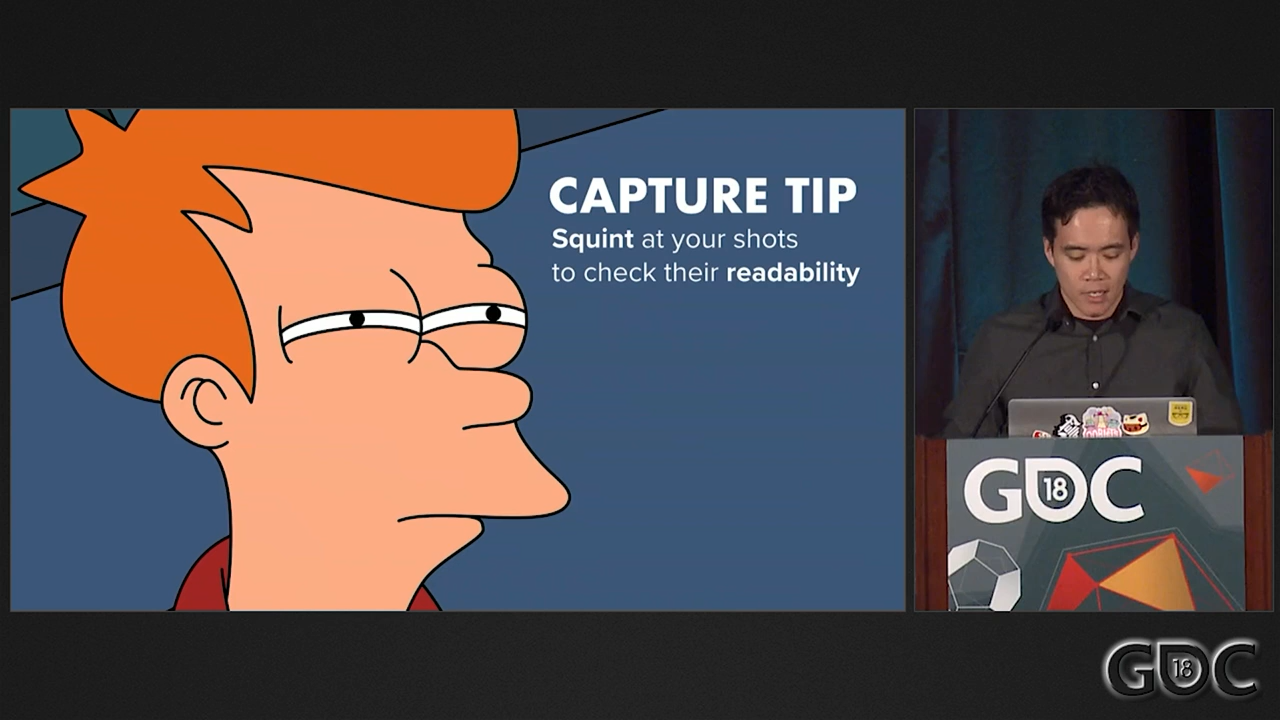 CAPTURE TIP
Squint at your shots
to check their readability
GDC
18
GDC
18